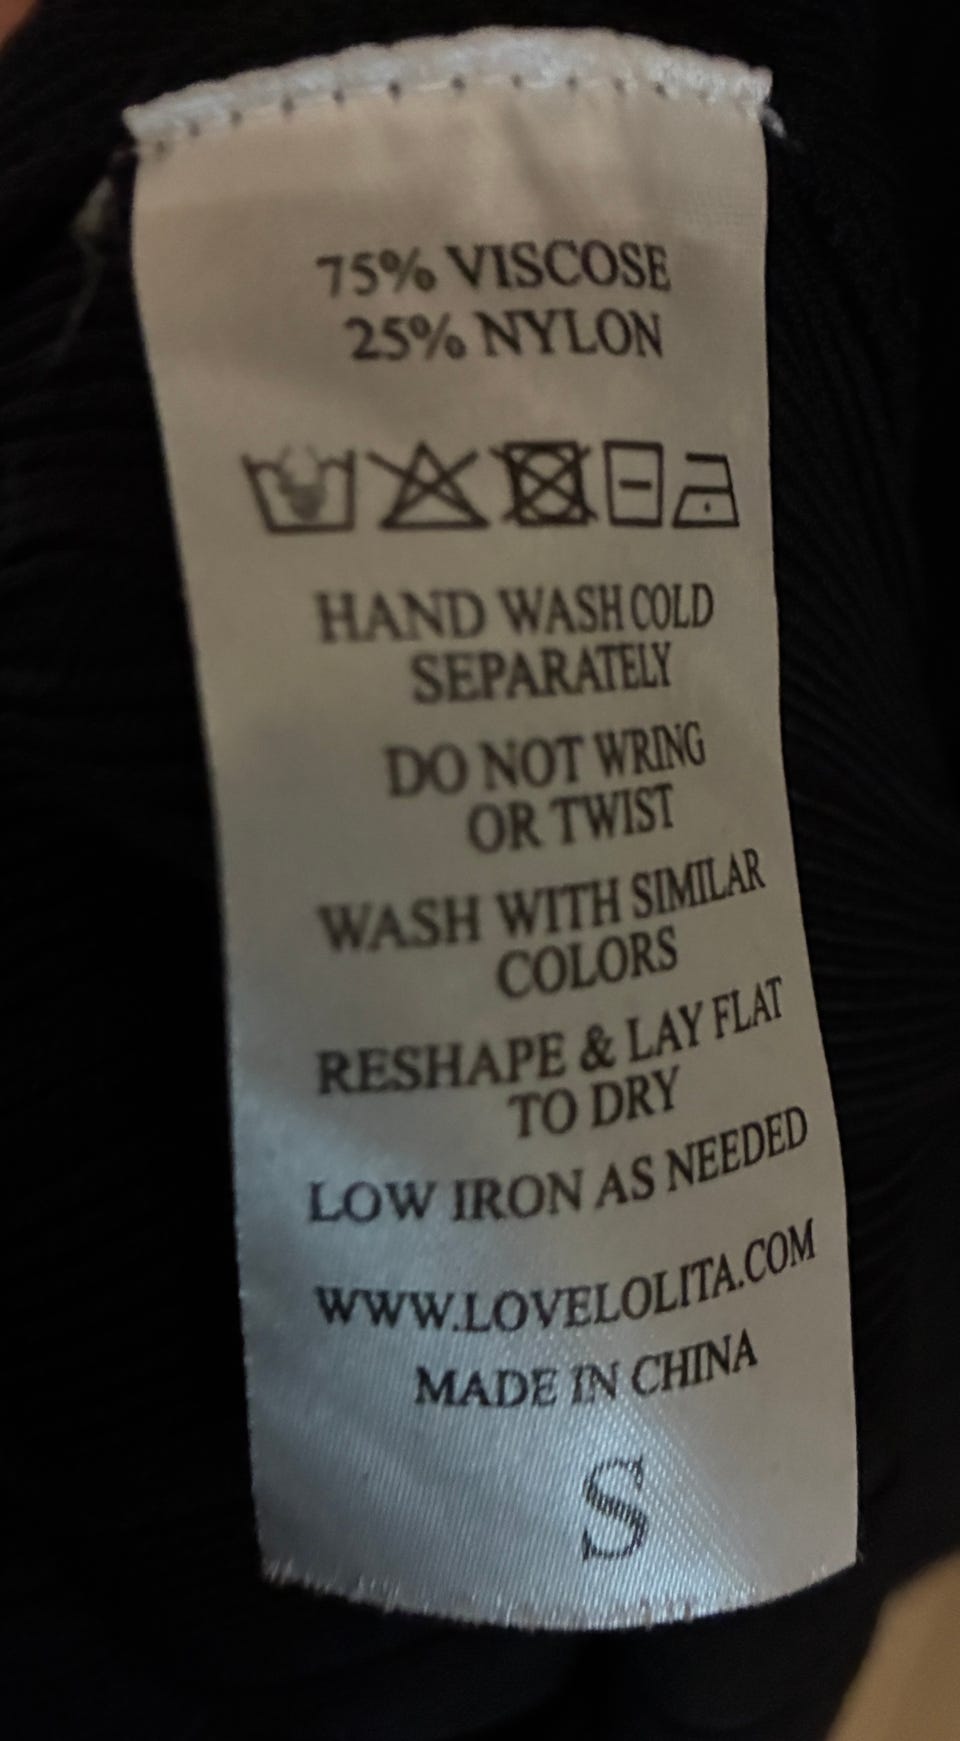 75% VISCOSE
25% NYLON
HAND WASH COLD
SEPARATELY
DO NOT WRING
OR TWIST
WASH WITH SIMILAR
COLORS
RESHAPE & LAY FLAT
TO DRY
LOW IRON AS NEEDED
WWW.LOVELOLITA.COM
MADE IN CHINA
S